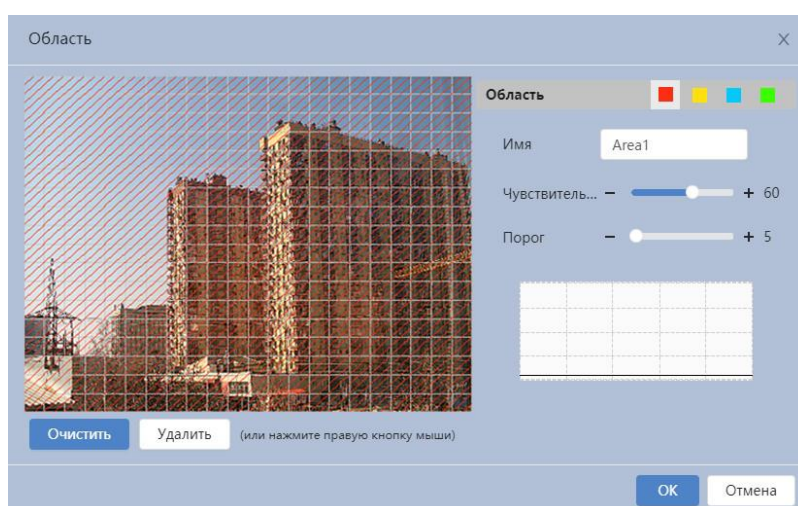 Область
X
Область
Имя
Area1
Чувствитель... − + 60
Порог − + 5
Очистить
Удалить
(или нажмите правую кнопку мыши)
OK
Отмена